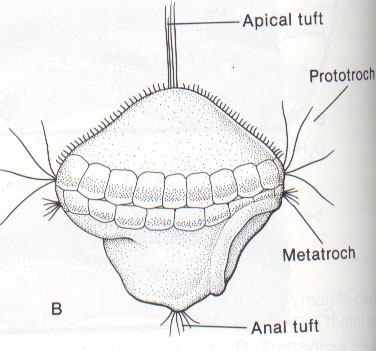 Apical tuft
Prototroch
Metatroch
B
Anal tuft